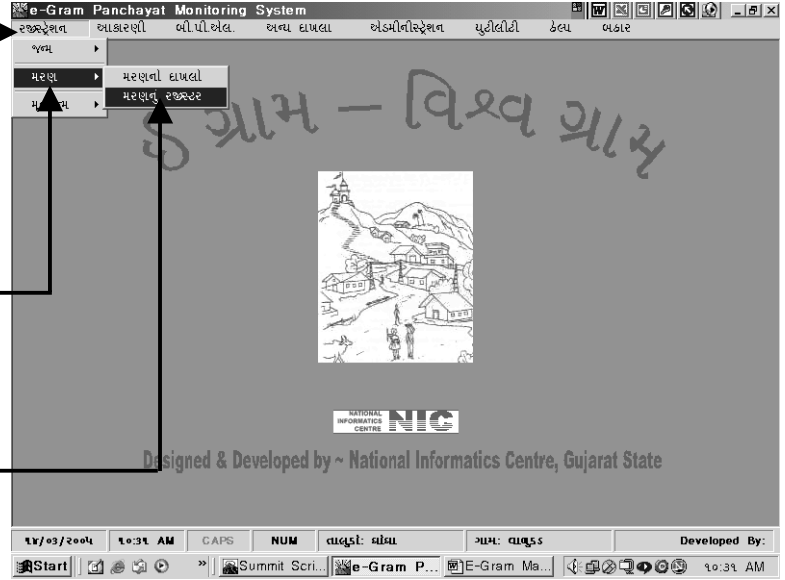 e-Gram Panchayat Monitoring System
રજીસ્ટ્રેશન આકારણી બી.પી.એલ. અન્ય દાખલા એડમીનીસ્ટ્રેશન યુટીલીટી હેલ્પ બહાર
જન્મ
મરણ મરણનો દાખલો
મરણનું રજીસ્ટર
ઈ ગ્રામ – વિશ્વ ગ્રામ
NATIONAL INFORMATICS CENTRE NIC
Designed & Developed by ~ National Informatics Centre, Gujarat State
૧૪/૦૩/૨૦૦૫ ૧૦:૩૧ AM CAPS NUM તાલુકો: ઘોઘા ગામ: વાળુકડ Developed By:
Start Summit Scri... e-Gram P... E-Gram Ma... ૧૦:૩૧ AM